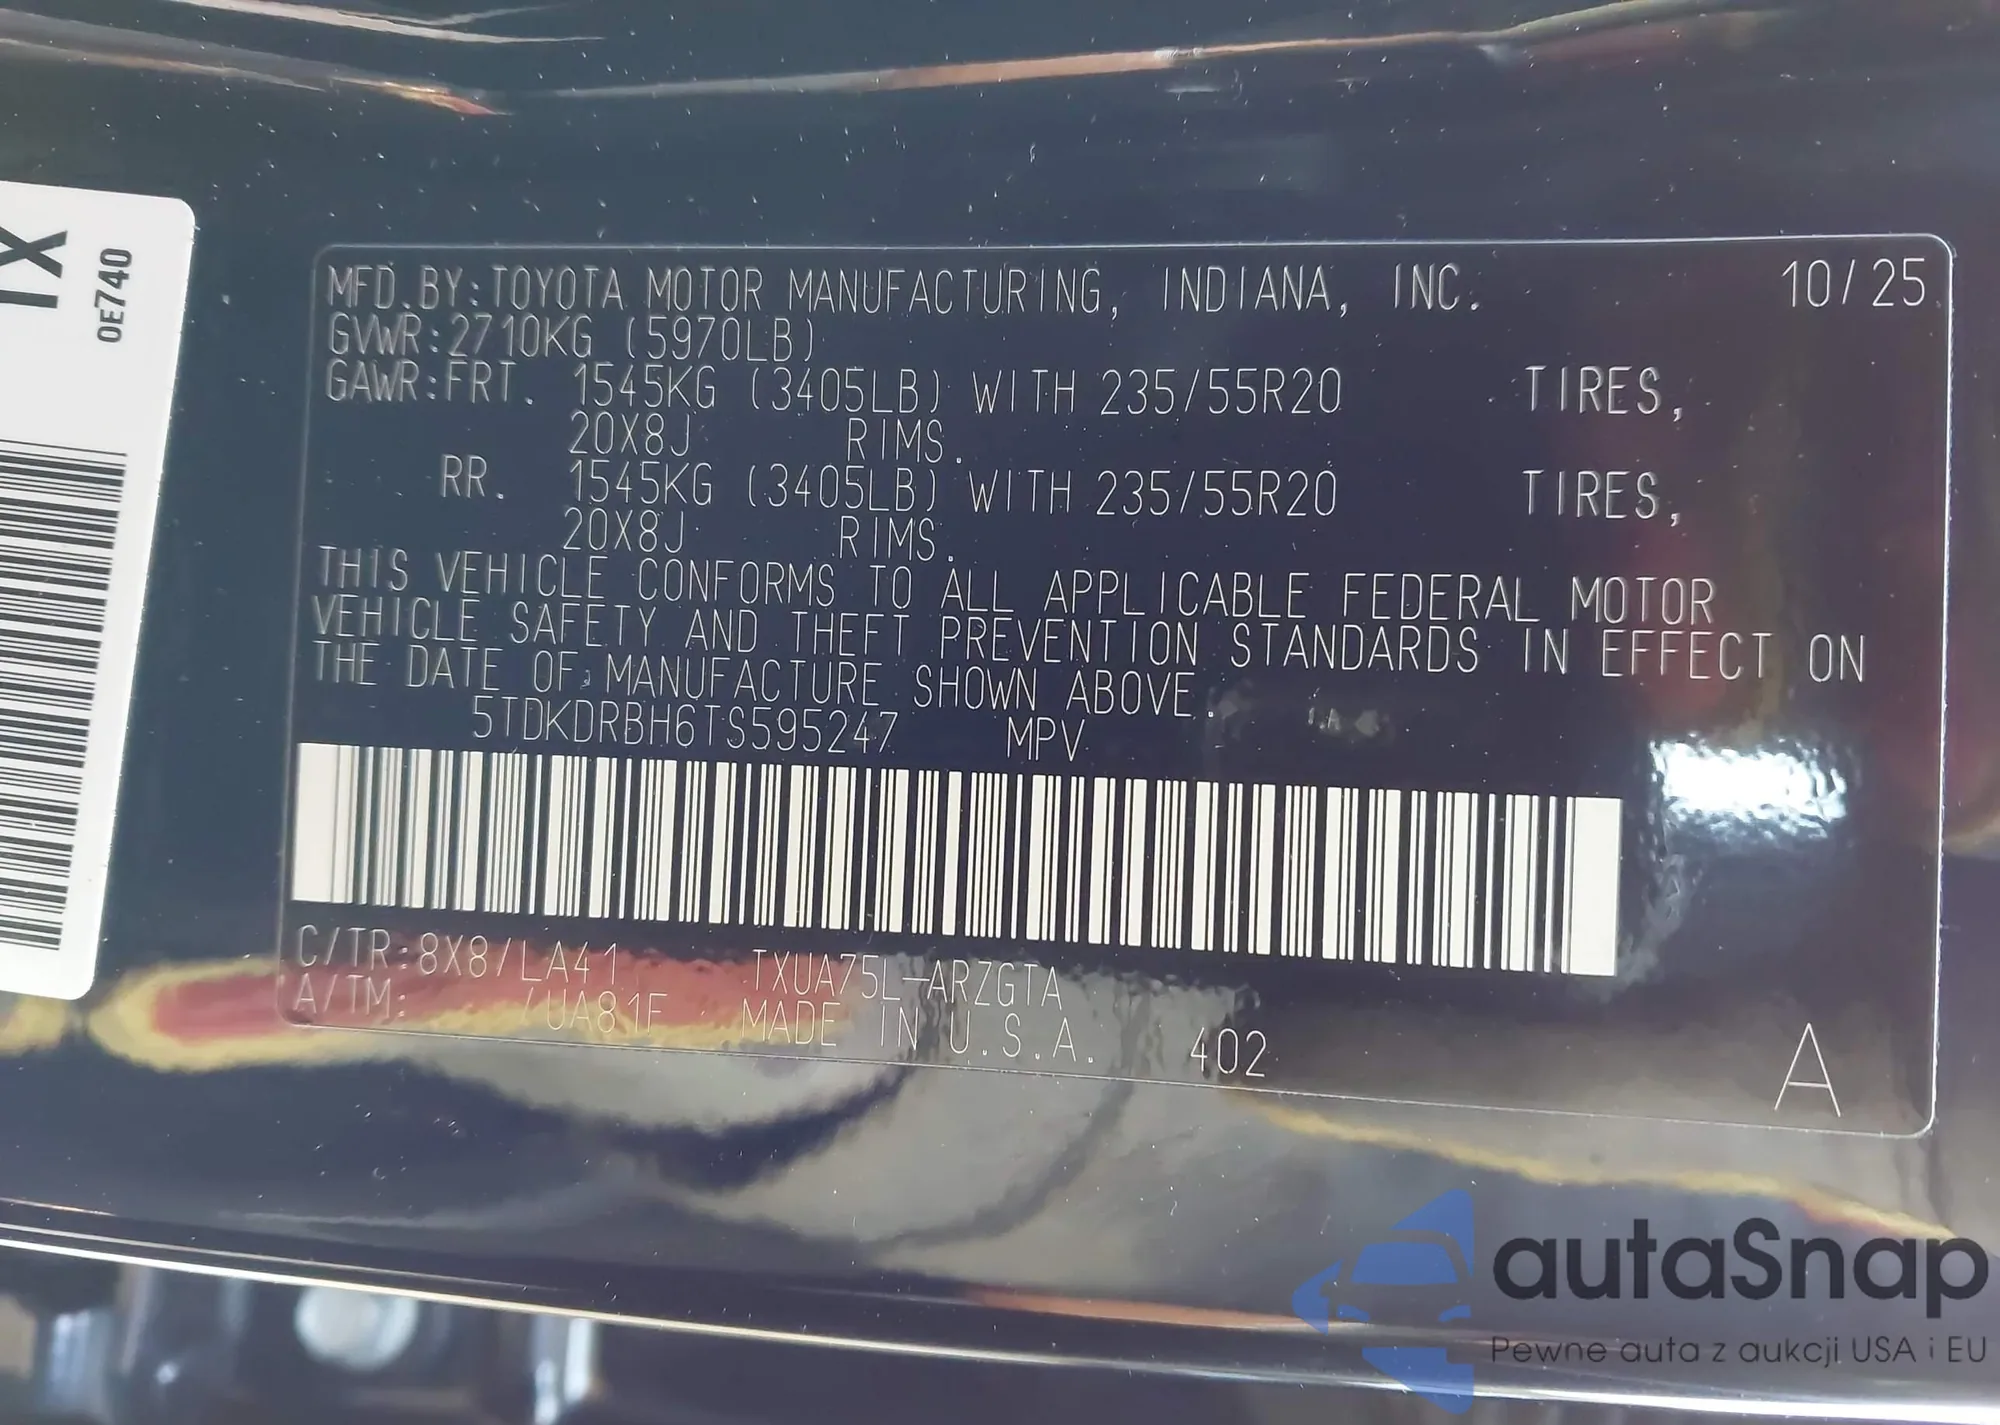 TX
0E740
MFD.BY:TOYOTA MOTOR MANUFACTURING, INDIANA, INC. 10/25
GVWR:2710KG (5970LB)
GAWR:FRT. 1545KG (3405LB) WITH 235/55R20 TIRES,
20X8J RIMS.
RR. 1545KG (3405LB) WITH 235/55R20 TIRES,
20X8J RIMS.
THIS VEHICLE CONFORMS TO ALL APPLICABLE FEDERAL MOTOR
VEHICLE SAFETY AND THEFT PREVENTION STANDARDS IN EFFECT ON
THE DATE OF MANUFACTURE SHOWN ABOVE.
5TDKDRBH6TS595247 MPV
C/TR:8X8/LA41 TXUA75L-ARZGTA
A/TM: /UA81F MADE IN U.S.A. 402
A
autaSnap
Pewne auta z aukcji USA i EU